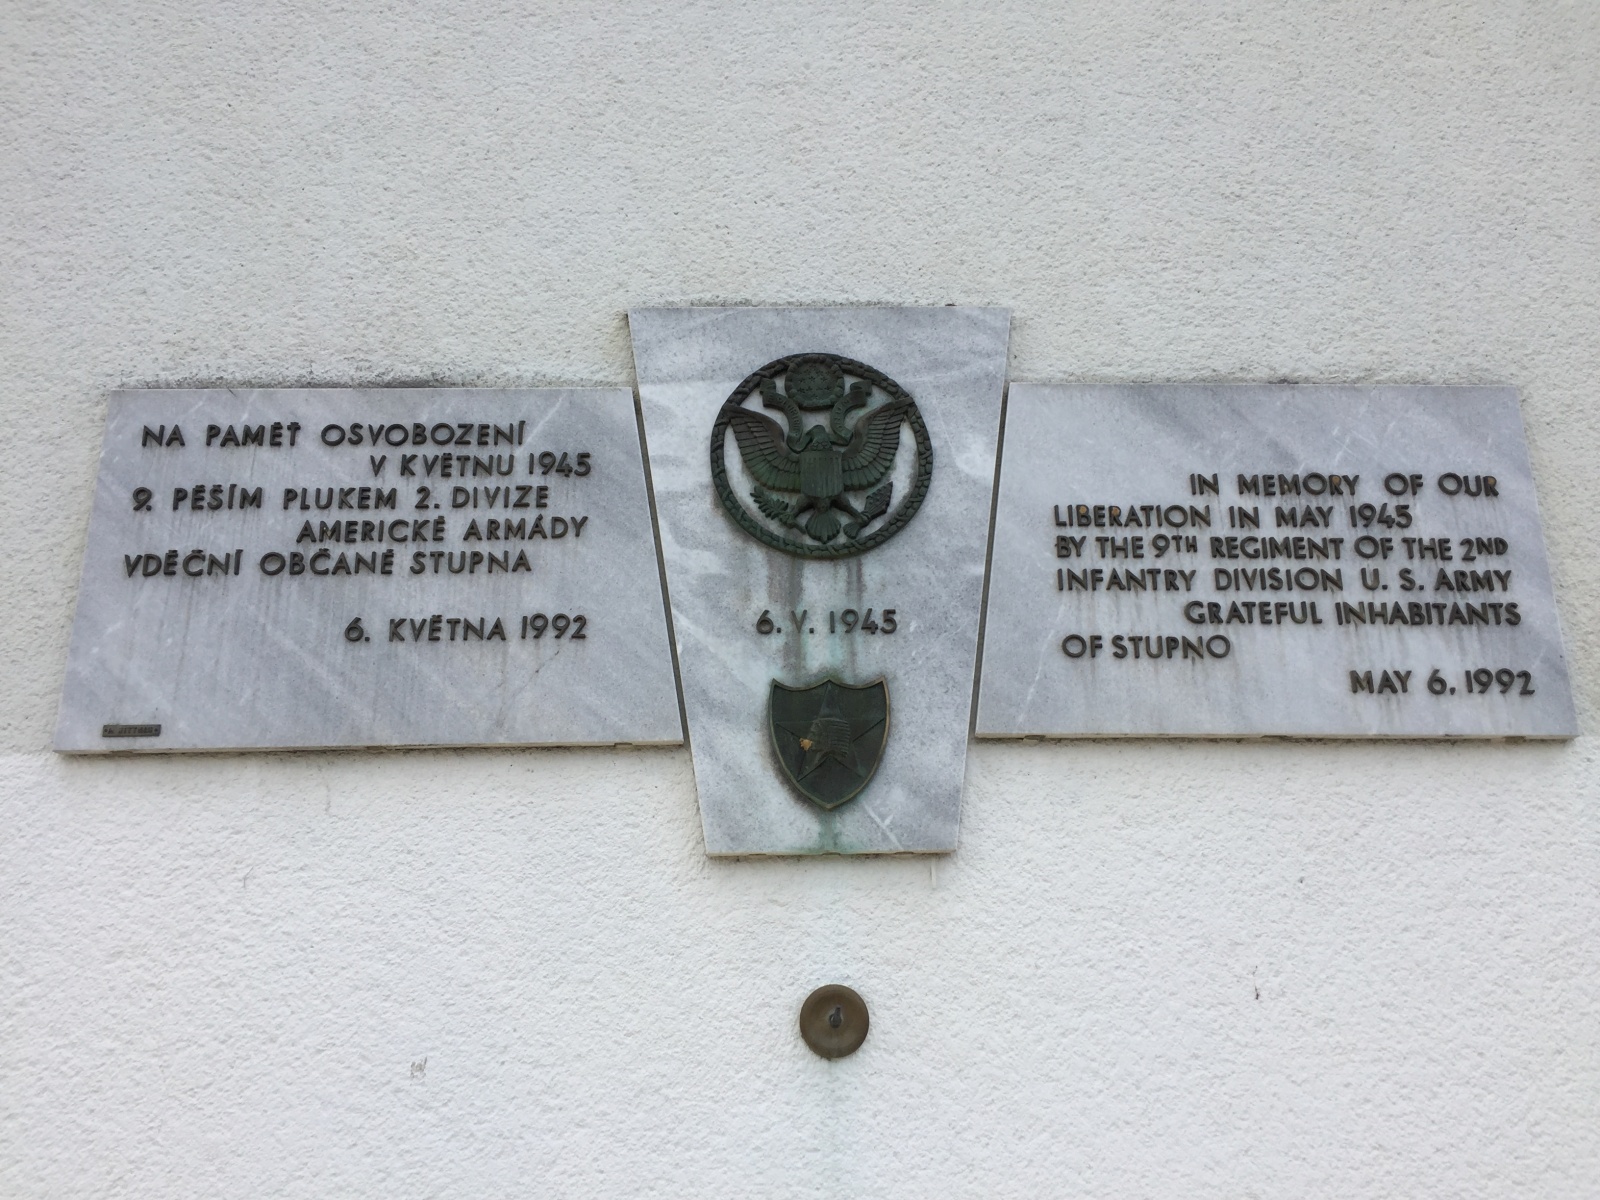 NA PAMĚŤ OSVOBOZENÍ
V KVĚTNU 1945
9. PĚŠÍM PLUKEM 2. DIVIZE
AMERICKÉ ARMÁDY
VDĚČNÍ OBČANÉ STUPNA
6. KVĚTNA 1992
6. V. 1945
IN MEMORY OF OUR
LIBERATION IN MAY 1945
BY THE 9TH REGIMENT OF THE 2ND
INFANTRY DIVISION U. S. ARMY
GRATEFUL INHABITANTS
OF STUPNO
MAY 6, 1992